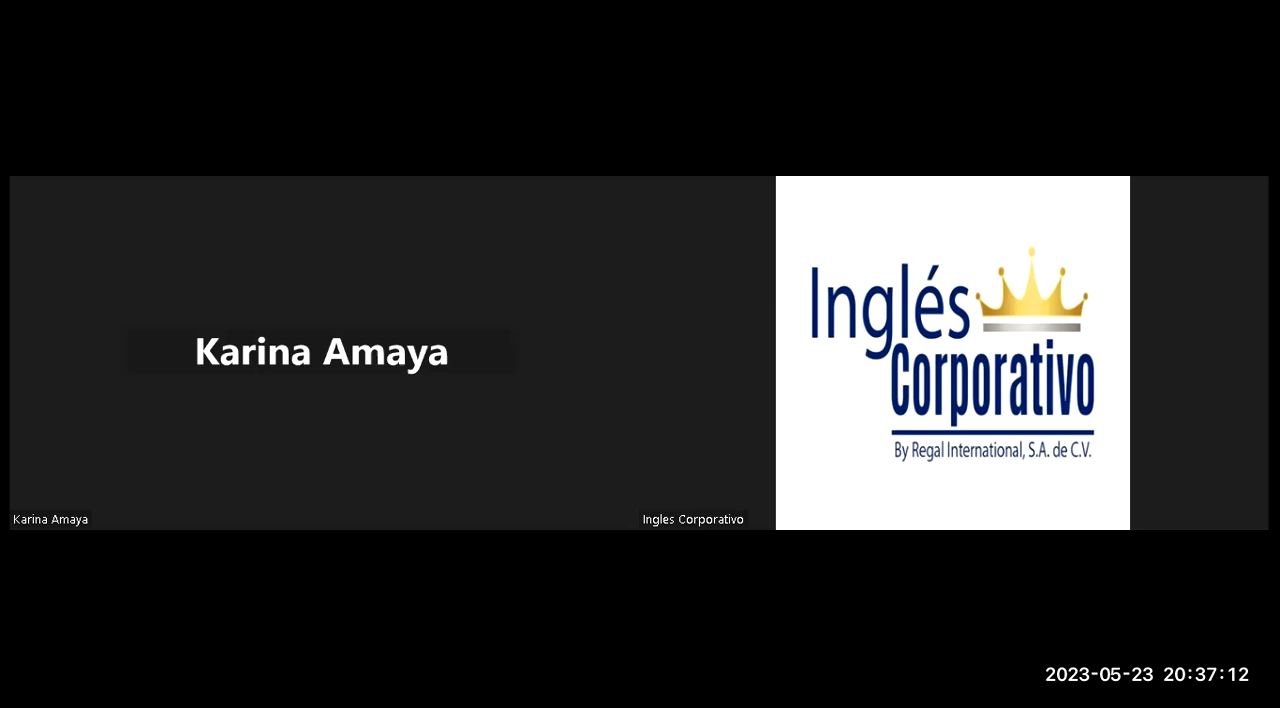 Karina Amaya
Inglés
Corporativo
By Regal International, S.A. de C.V.
Karina Amaya
Ingles Corporativo
2023-05-23 20:37:12